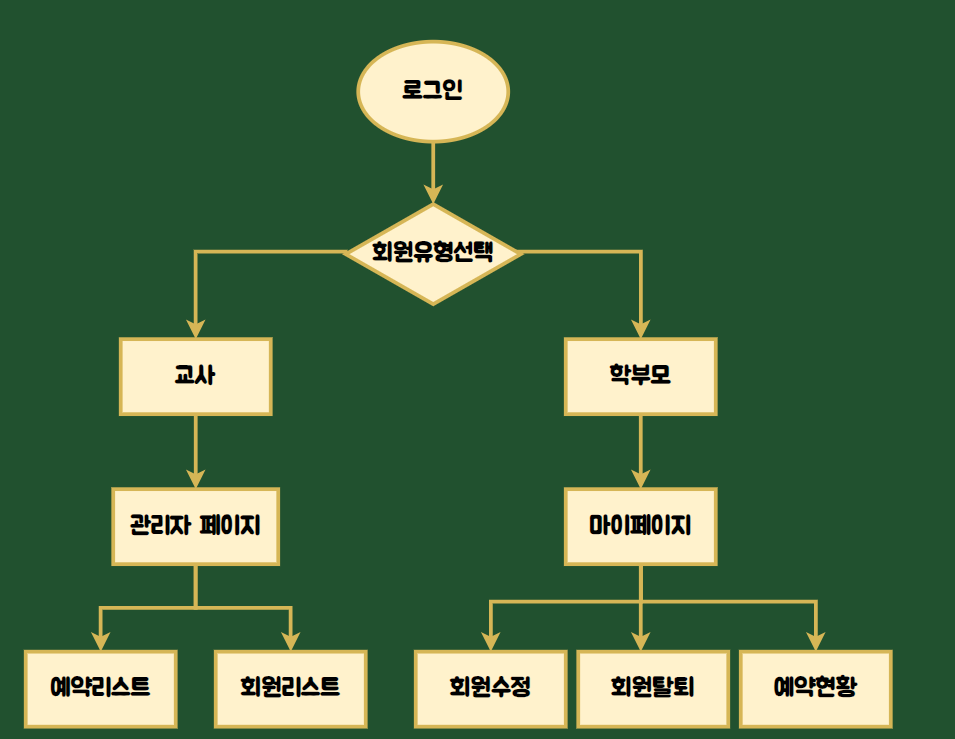 로그인
회원유형선택
교사
학부모
관리자 페이지
마이페이지
예약리스트
회원리스트
회원수정
회원탈퇴
예약현황